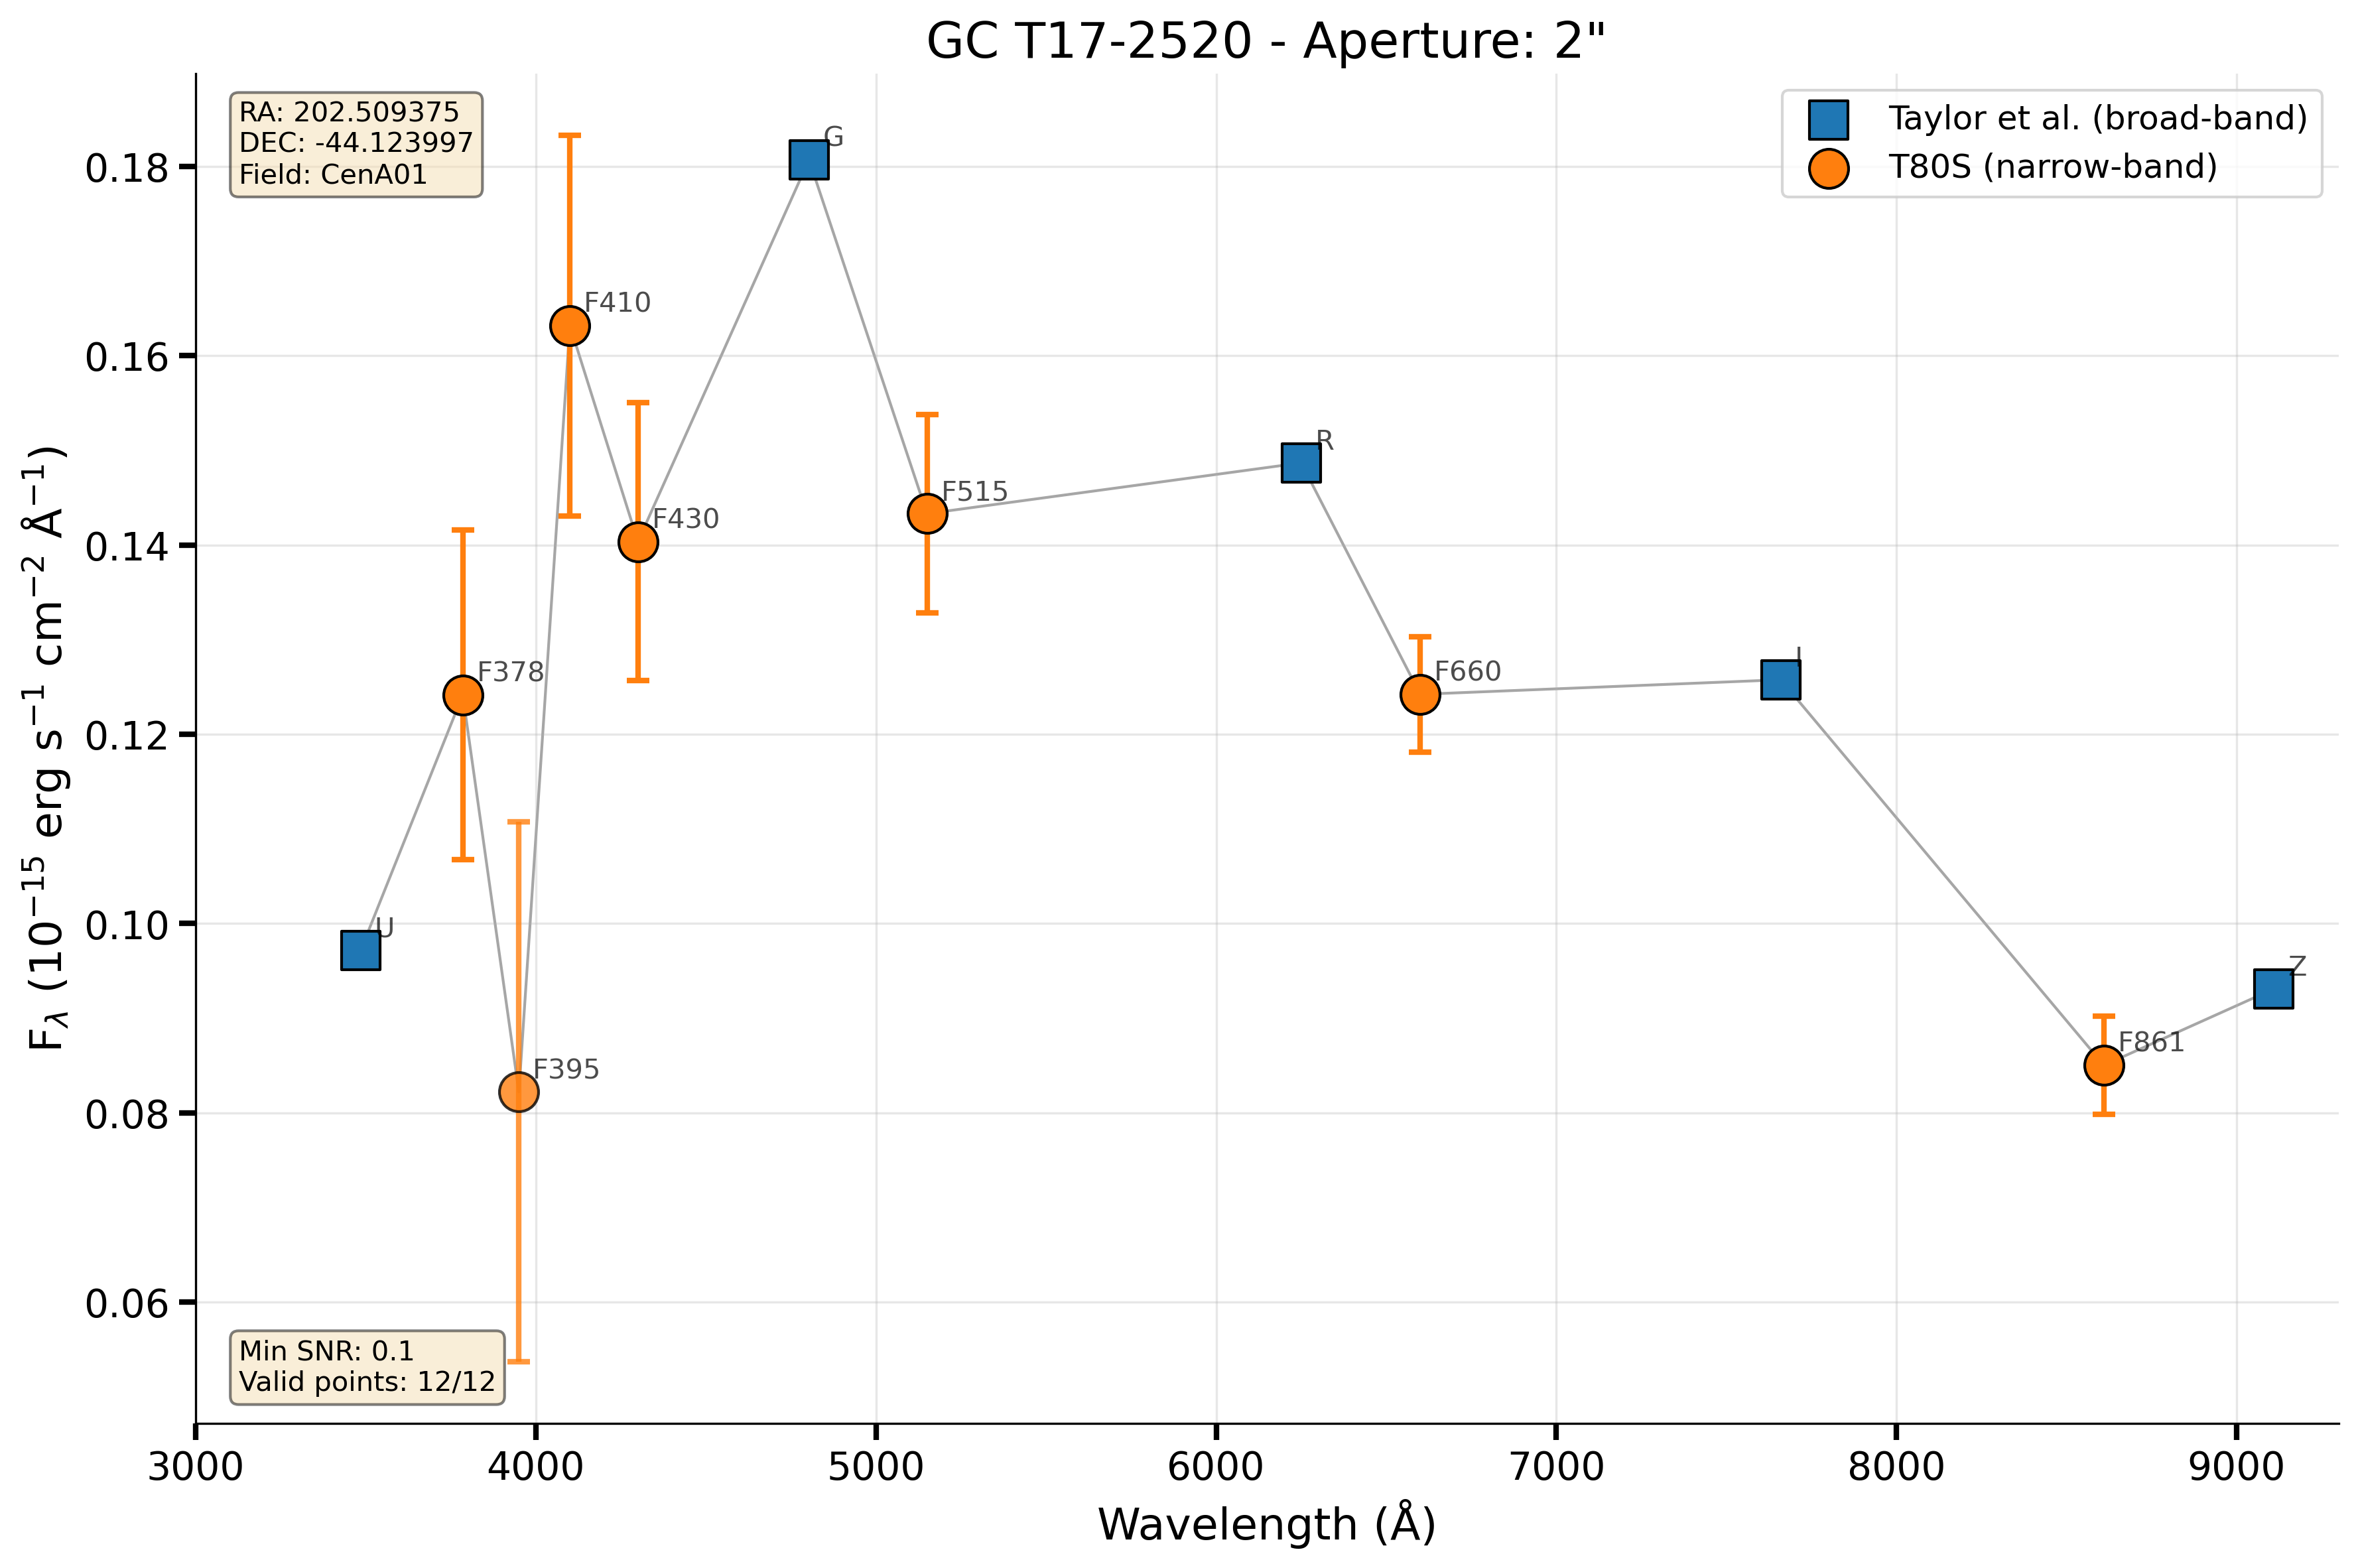 GC T17-2520 - Aperture: 2"
RA: 202.509375
DEC: -44.123997
Field: CenA01
Taylor et al. (broad-band)
T80S (narrow-band)
G
F410
F430
F515
R
F378
F660
I
U
F395
F861
Z
Min SNR: 0.1
Valid points: 12/12
0.18
0.16
0.14
0.12
0.10
0.08
0.06
F_λ (10⁻¹⁵ erg s⁻¹ cm⁻² Å⁻¹)
3000 4000 5000 6000 7000 8000 9000
Wavelength (Å)